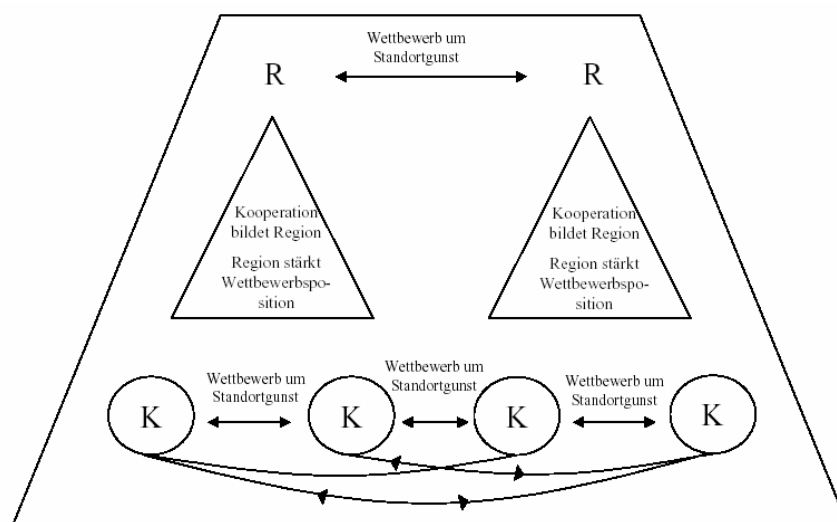 Wettbewerb um
Standortgunst
R
R
Kooperation
bildet Region
Region stärkt
Wettbewerbspo-
sition
Kooperation
bildet Region
Region stärkt
Wettbewerbspo-
sition
Wettbewerb um
Standortgunst
Wettbewerb um
Standortgunst
Wettbewerb um
Standortgunst
K
K
K
K